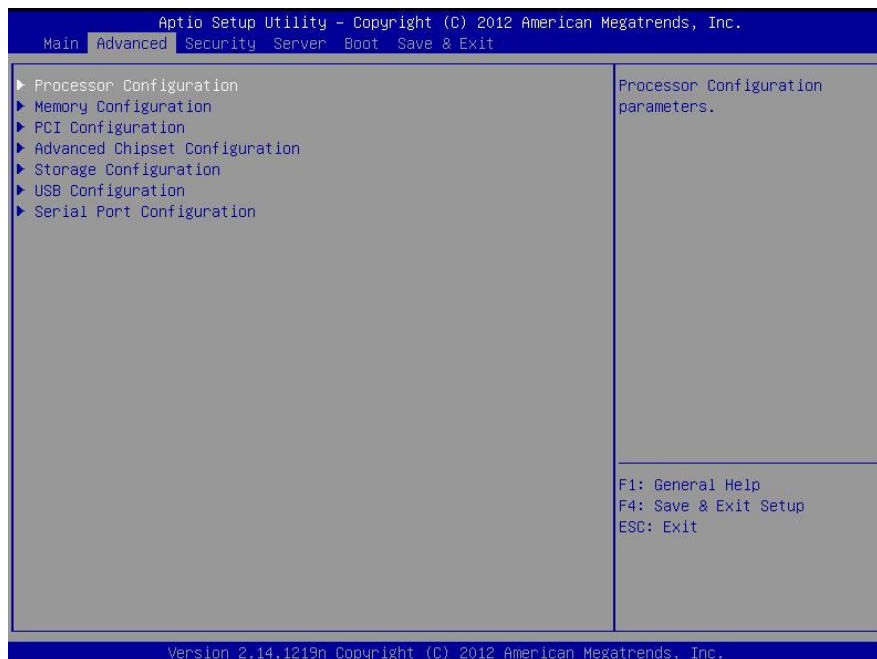 Aptio Setup Utility – Copyright (C) 2012 American Megatrends, Inc.
Main Advanced Security Server Boot Save & Exit
Processor Configuration
Memory Configuration
PCI Configuration
Advanced Chipset Configuration
Storage Configuration
USB Configuration
Serial Port Configuration
Processor Configuration
parameters.
F1: General Help
F4: Save & Exit Setup
ESC: Exit
Version 2.14.1219n Copyright (C) 2012 American Megatrends, Inc.